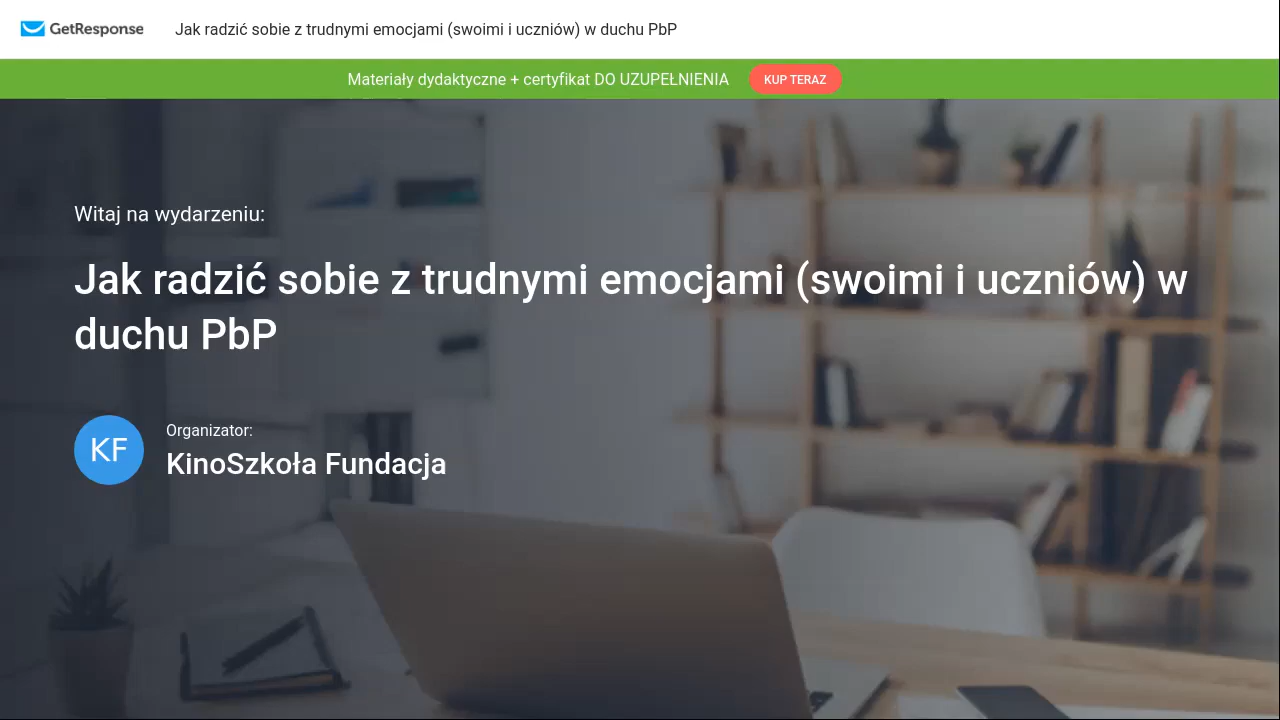 GetResponse
Jak radzić sobie z trudnymi emocjami (swoimi i uczniów) w duchu PbP
Materiały dydaktyczne + certyfikat DO UZUPEŁNIENIA
KUP TERAZ
Witaj na wydarzeniu:
Jak radzić sobie z trudnymi emocjami (swoimi i uczniów) w
duchu PbP
KF
Organizator:
KinoSzkoła Fundacja